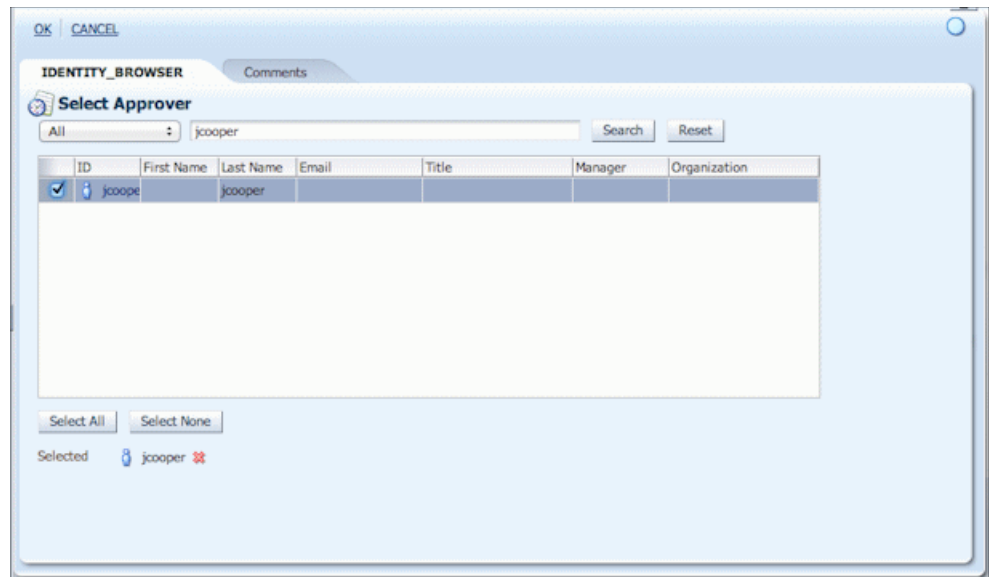 OK CANCEL
IDENTITY_BROWSER Comments
Select Approver
All jcooper Search Reset
ID First Name Last Name Email Title Manager Organization
jcoope jcooper
Select All Select None
Selected jcooper